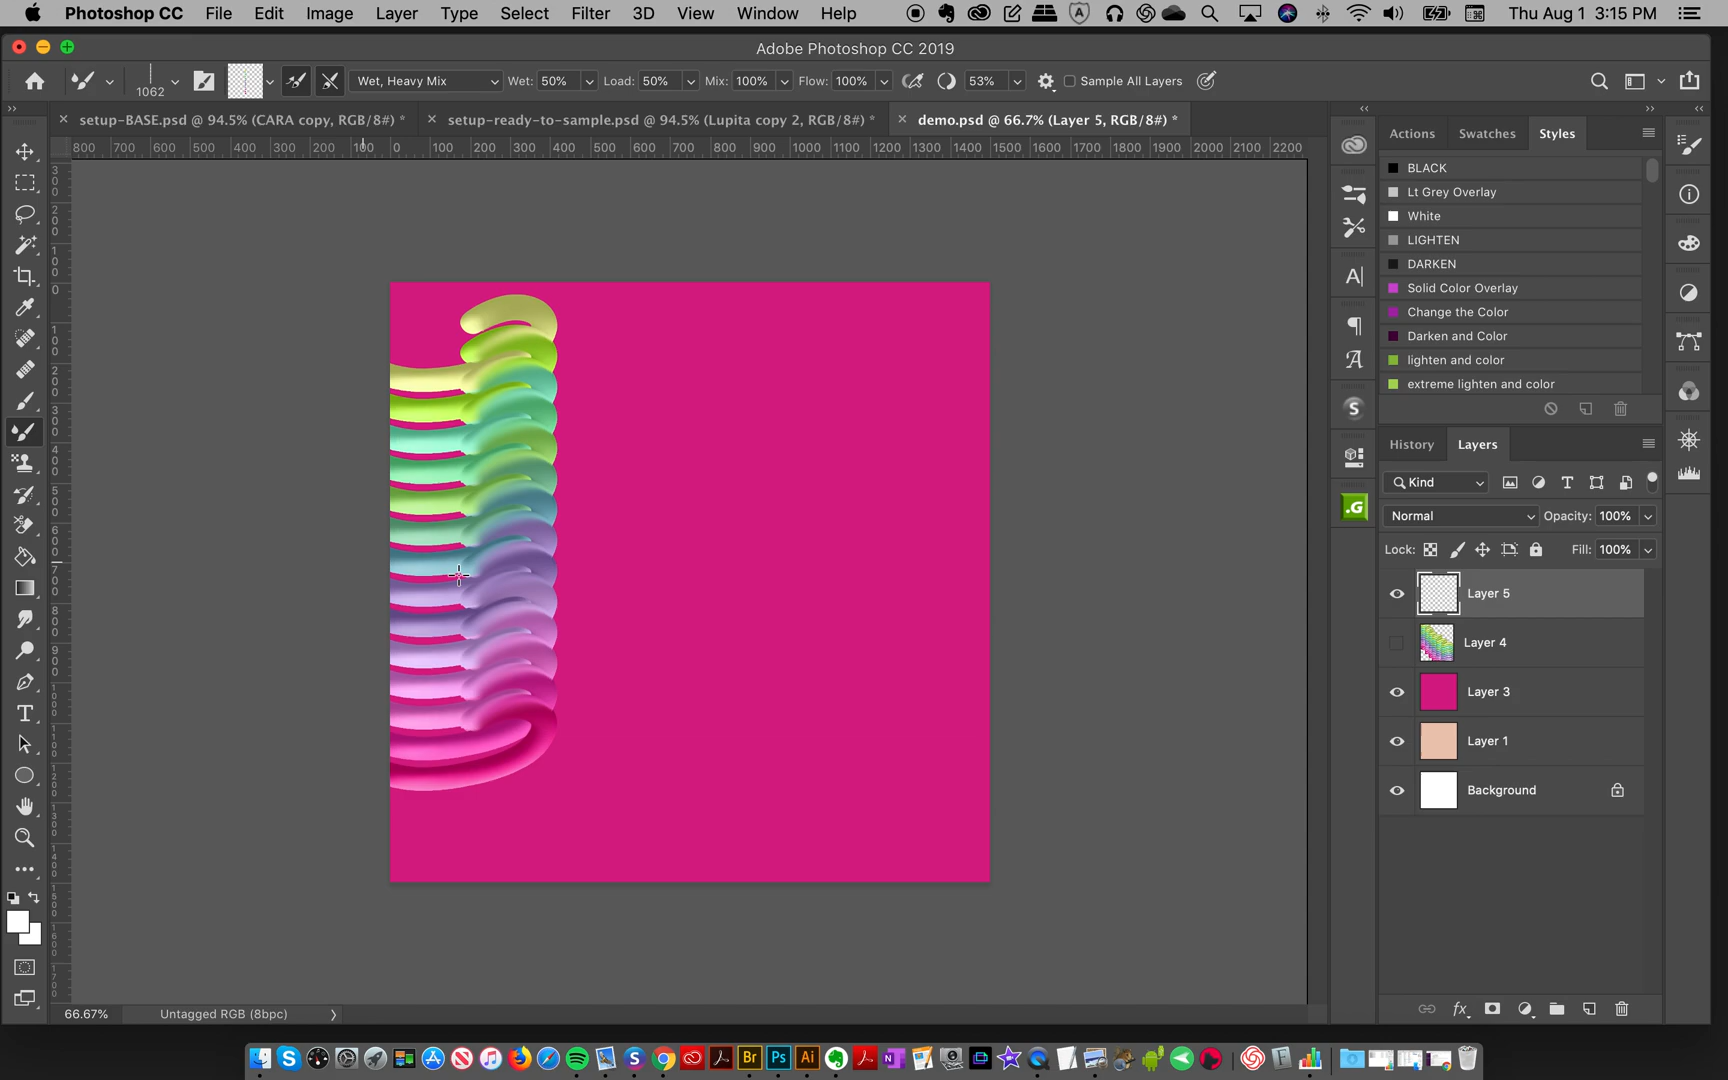 Photoshop CC File Edit Image Layer Type Select Filter 3D View Window Help Thu Aug 1 3:15 PM
Adobe Photoshop CC 2019
1062 Wet, Heavy Mix Wet: 50% Load: 50% Mix: 100% Flow: 100% 53% Sample All Layers
setup-BASE.psd @ 94.5% (CARA copy, RGB/8#) * setup-ready-to-sample.psd @ 94.5% (Lupita copy 2, RGB/8#) * demo.psd @ 66.7% (Layer 5, RGB/8#) *
800 700 600 500 400 300 200 100 0 100 200 300 400 500 600 700 800 900 1000 1100 1200 1300 1400 1500 1600 1700 1800 1900 2000 2100 2200
Actions Swatches Styles
BLACK
Lt Grey Overlay
White
LIGHTEN
DARKEN
Solid Color Overlay
Change the Color
Darken and Color
lighten and color
extreme lighten and color
History Layers
Kind
Normal Opacity: 100%
Lock: Fill: 100%
Layer 5
Layer 4
Layer 3
Layer 1
Background
fx
66.67% Untagged RGB (8bpc)
Br Ps Ai